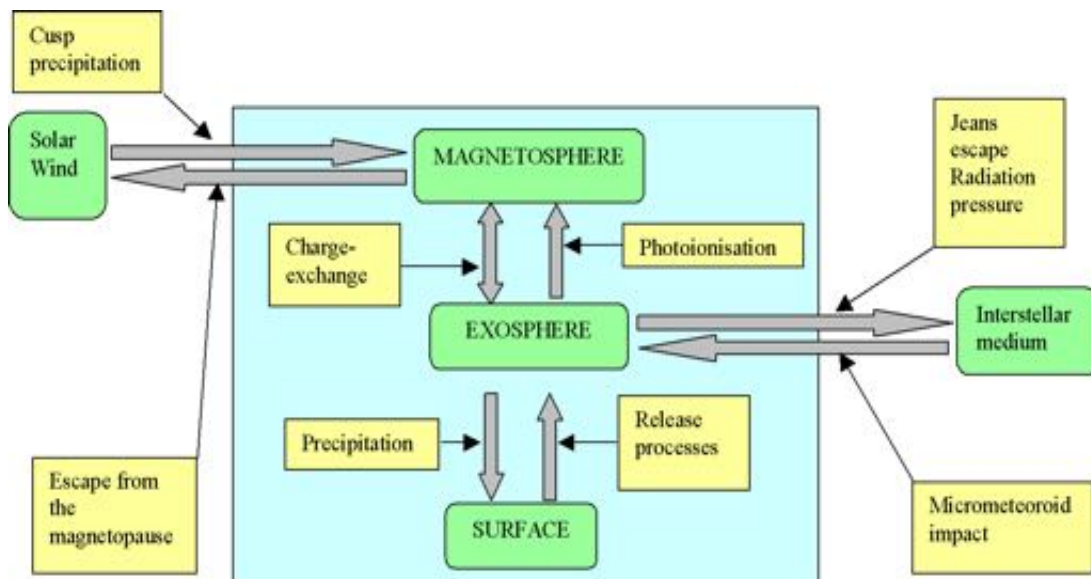 Cusp
precipitation
Solar
Wind
MAGNETOSPHERE
Jeans
escape
Radiation
pressure
Charge-
exchange
Photoionisation
EXOSPHERE
Interstellar
medium
Precipitation
Release
processes
Escape from
the
magnetopause
SURFACE
Micrometeoroid
impact